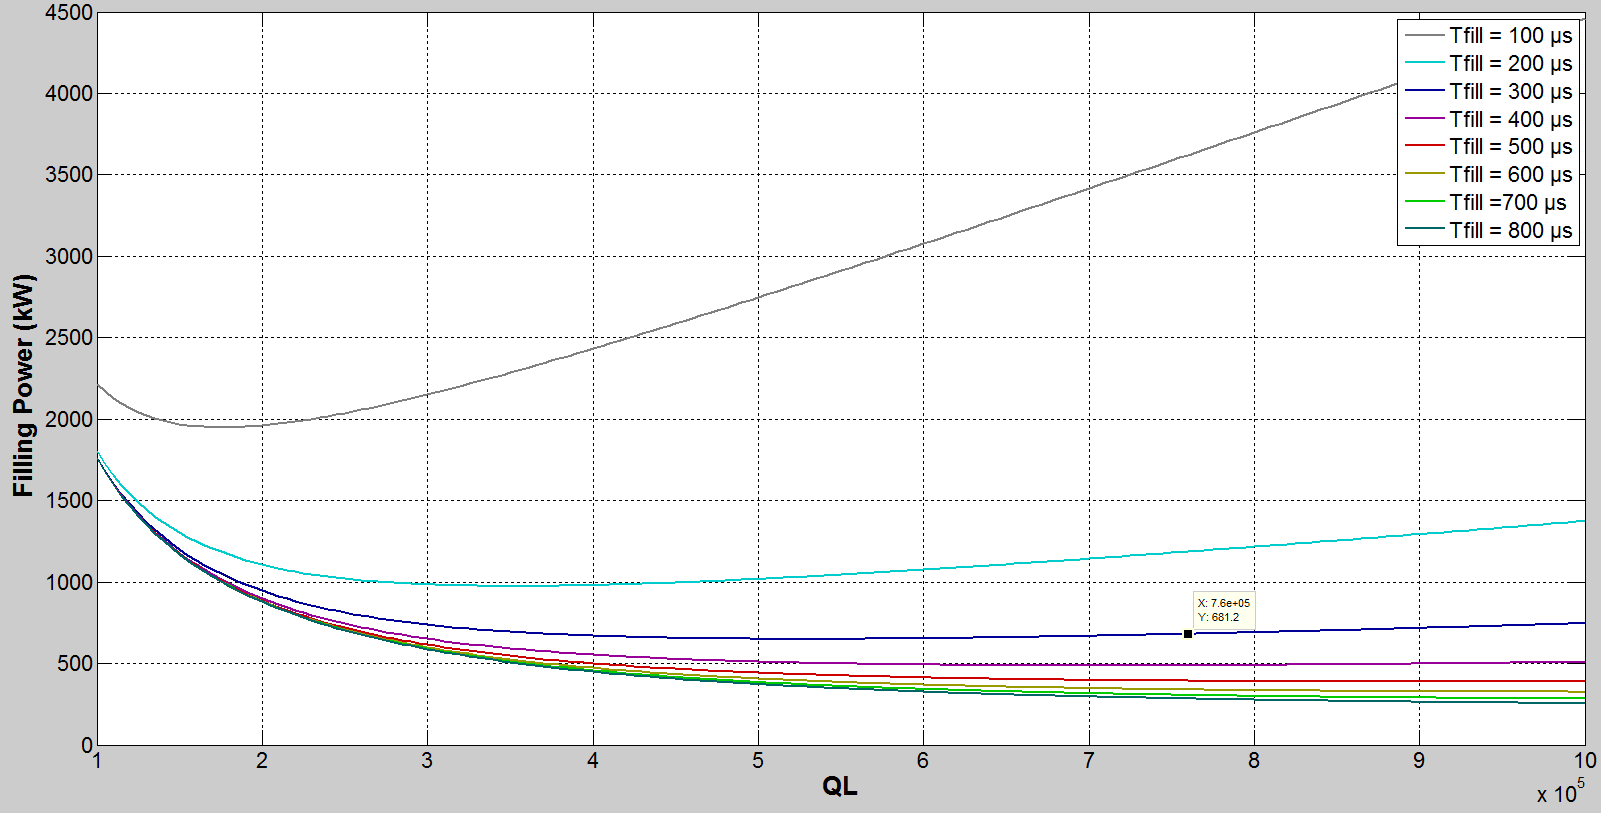 4500
4000
3500
3000
2500
2000
1500
1000
500
0
Filling Power (kW)
Tfill = 100 µs
Tfill = 200 µs
Tfill = 300 µs
Tfill = 400 µs
Tfill = 500 µs
Tfill = 600 µs
Tfill =700 µs
Tfill = 800 µs
X: 7.6e+05
Y: 681.2
1 2 3 4 5 6 7 8 9 10
QL
x 10^5